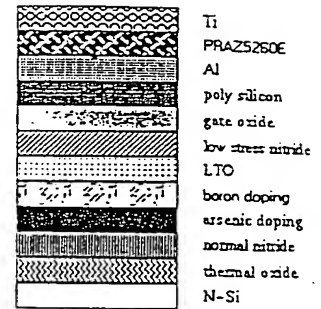 Ti
PRAZ5260E
Al
poly silicon
gate oxide
low stress nitride
LTO
boron doping
arsenic doping
normal nitride
thermal oxide
N-Si